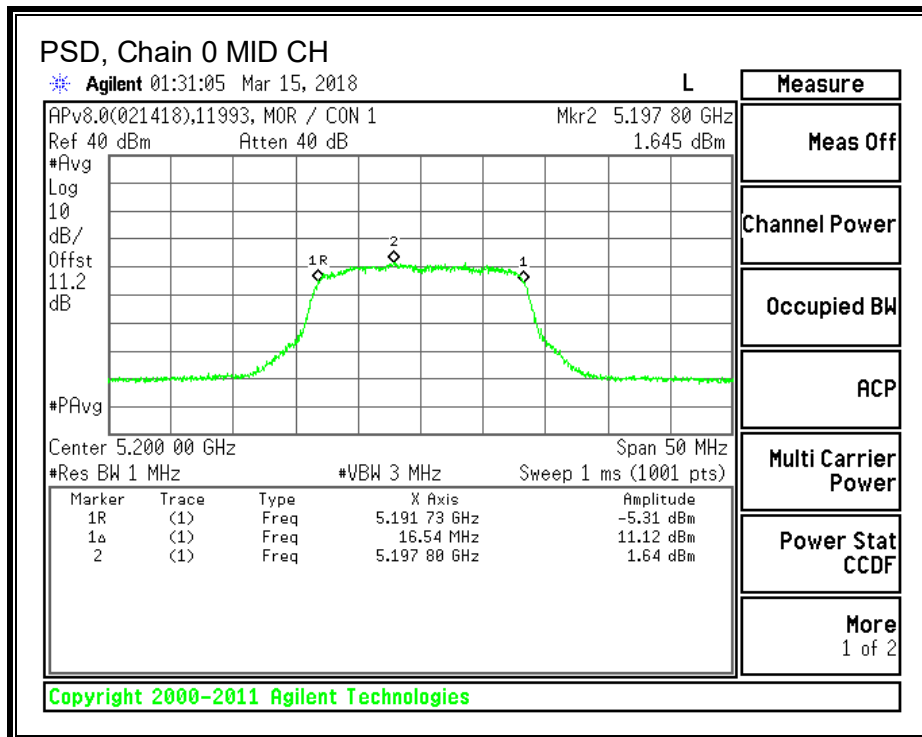 PSD, Chain 0 MID CH
Agilent 01:31:05 Mar 15, 2018 L
APv8.0(021418),11993, MOR / CON 1 Mkr2 5.197 80 GHz
Ref 40 dBm Atten 40 dB 1.645 dBm
#Avg
Log
10
dB/
Offst
11.2
dB
1R
2
1
#PAvg
Center 5.200 00 GHz Span 50 MHz
#Res BW 1 MHz #VBW 3 MHz Sweep 1 ms (1001 pts)
Marker Trace Type X Axis Amplitude
1R (1) Freq 5.191 73 GHz -5.31 dBm
1Δ (1) Freq 16.54 MHz 11.12 dBm
2 (1) Freq 5.197 80 GHz 1.64 dBm
Measure
Meas Off
Channel Power
Occupied BW
ACP
Multi Carrier
Power
Power Stat
CCDF
More
1 of 2
Copyright 2000-2011 Agilent Technologies